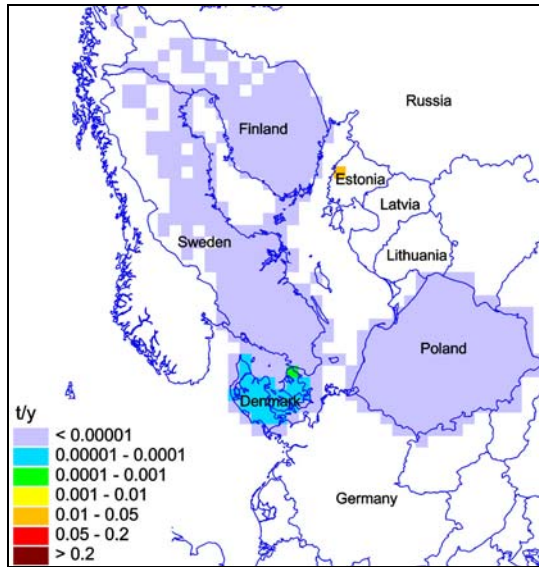 Russia
Finland
Estonia
Latvia
Sweden
Lithuania
Poland
Denmark
Germany
t/y
< 0.00001
0.00001 - 0.0001
0.0001 - 0.001
0.001 - 0.01
0.01 - 0.05
0.05 - 0.2
> 0.2